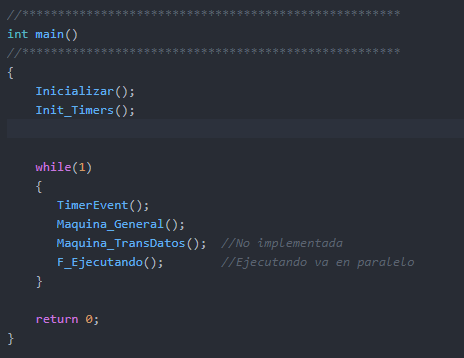 //*****************************************************
int main()
//*****************************************************
{
    Inicializar();
    Init_Timers();


    while(1)
    {
       TimerEvent();
       Maquina_General();
       Maquina_TransDatos();  //No implementada
       F_Ejecutando();        //Ejecutando va en paralelo
    }

    return 0;
}